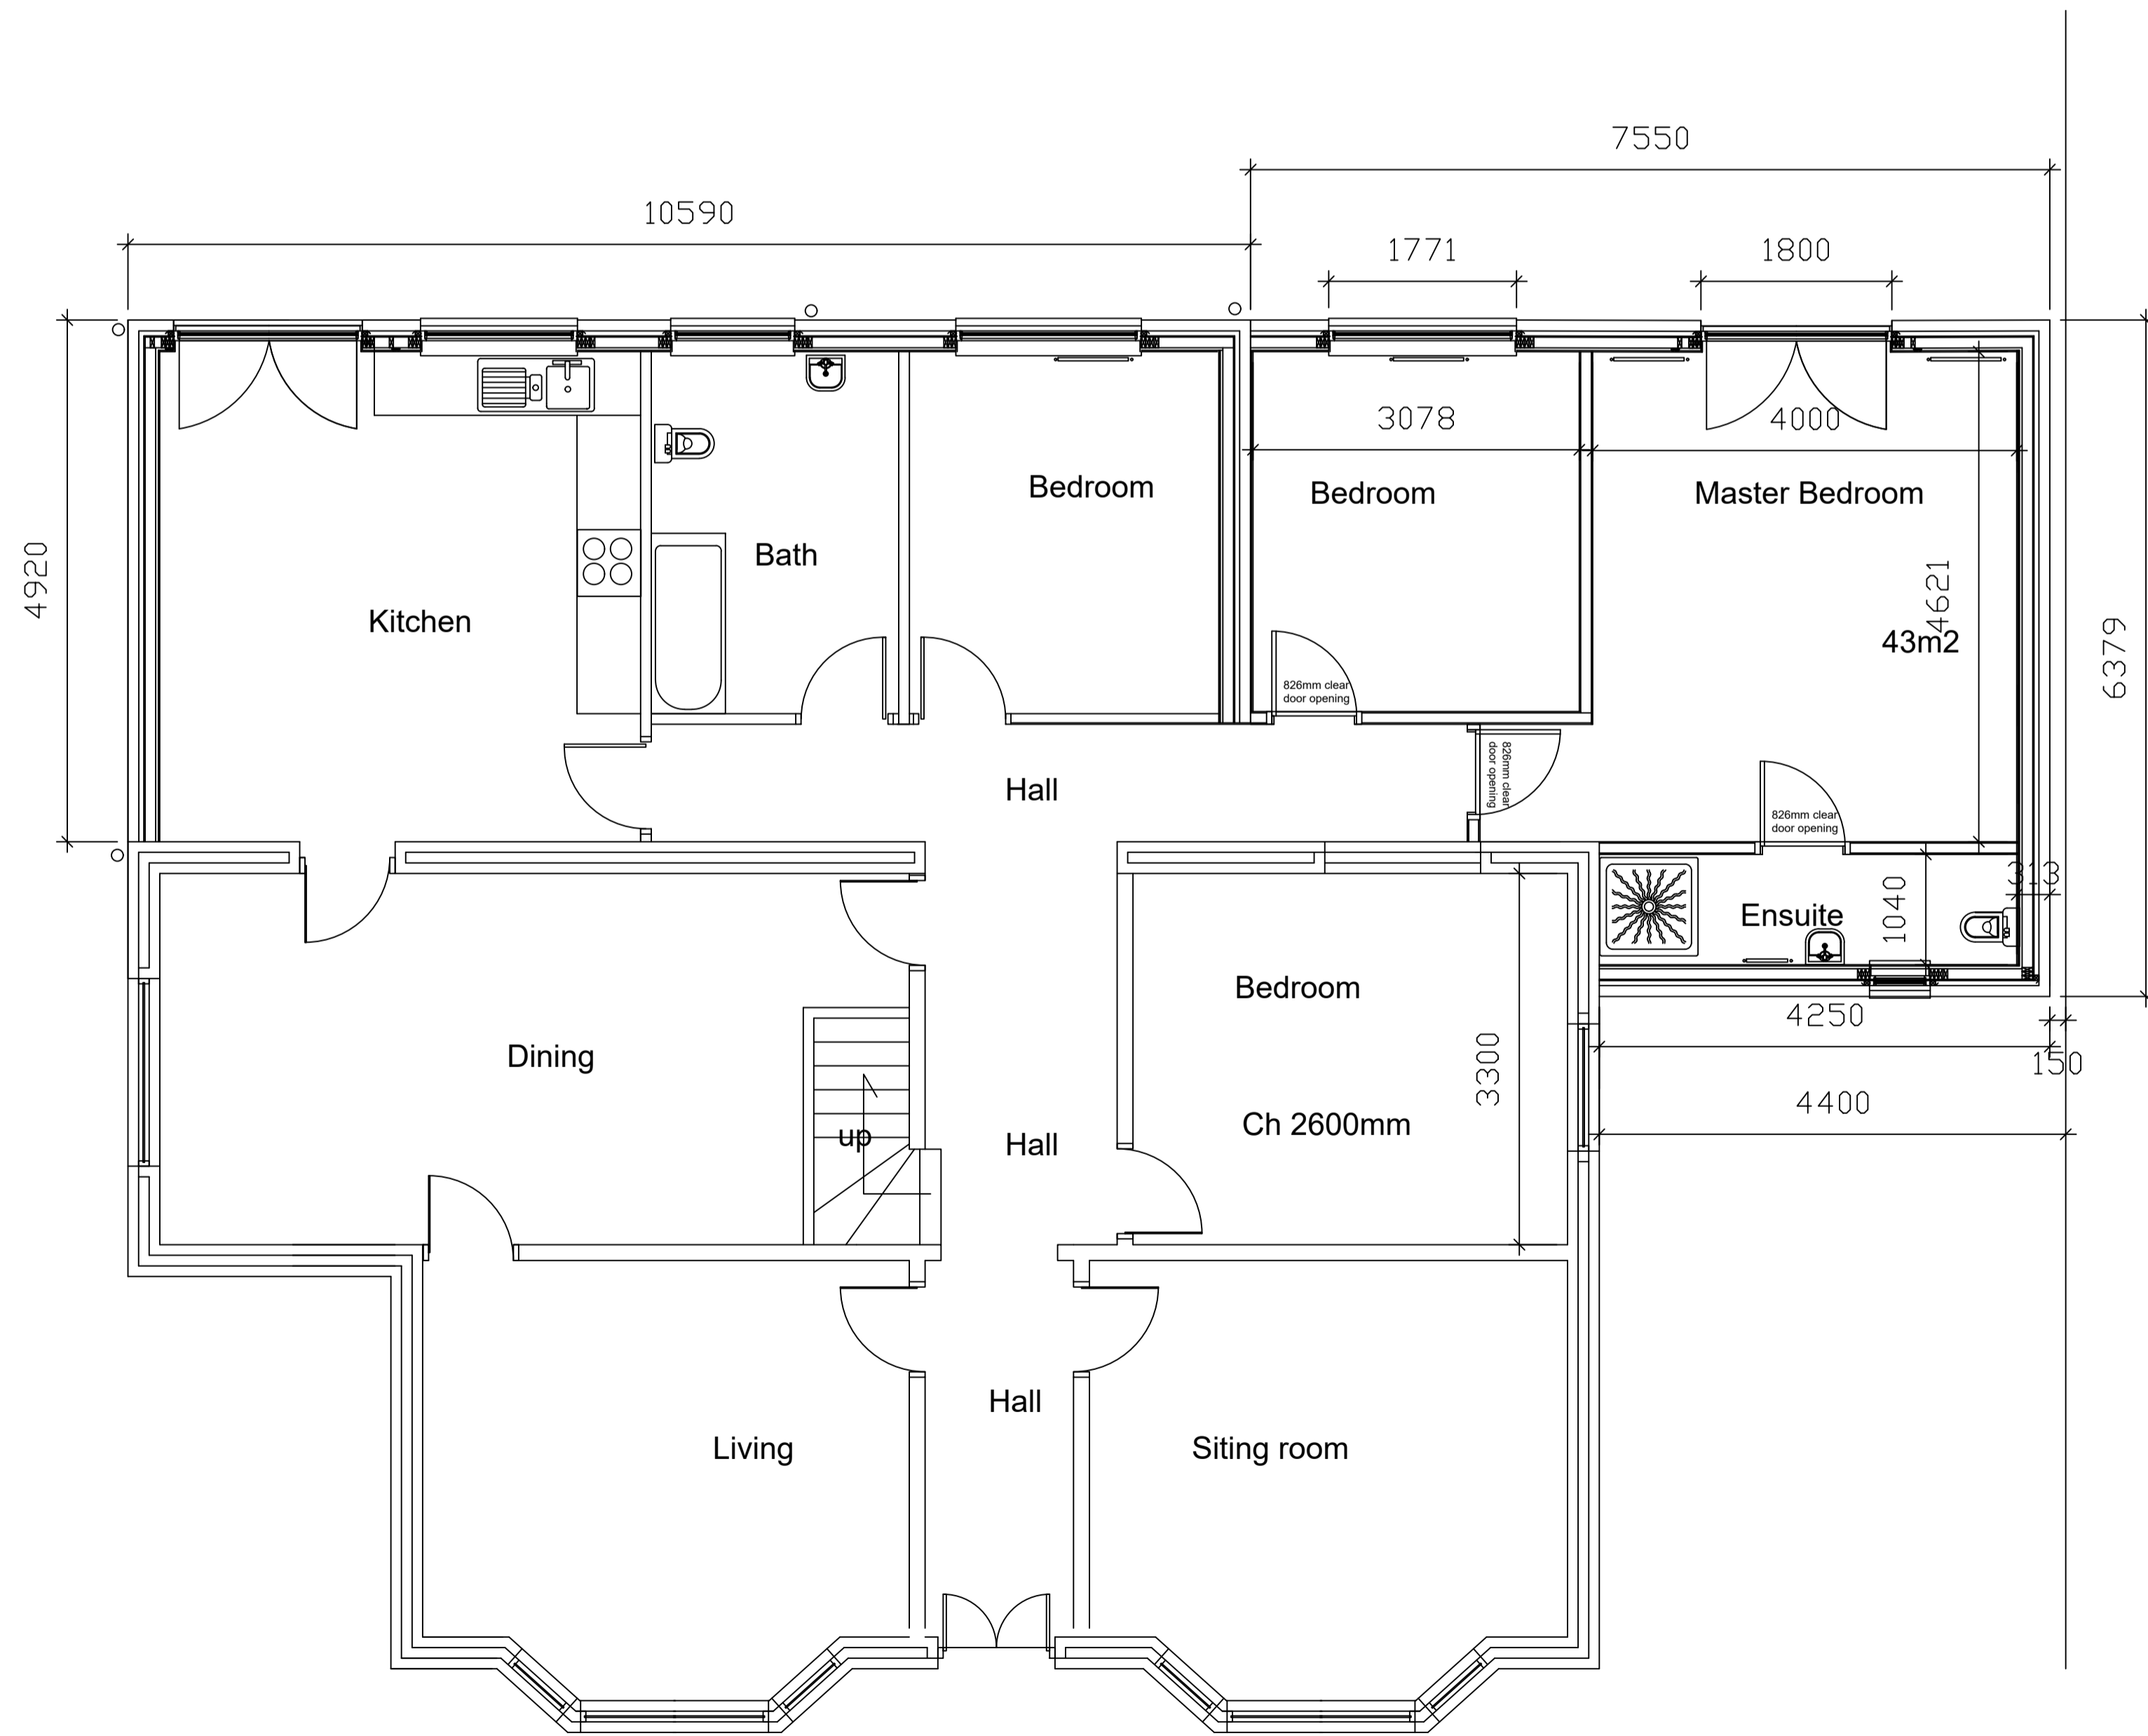 7550
10590
1771
1800
3078
4000
Bedroom
Bedroom
Master Bedroom
4920
Bath
4621
Kitchen
43m2
6379
826mm clear
door opening
826mm clear
door opening
Hall
826mm clear
door opening
313
1040
Ensuite
Bedroom
4250
Dining
3300
150
4400
Ch 2600mm
up
Hall
Hall
Living
Siting room